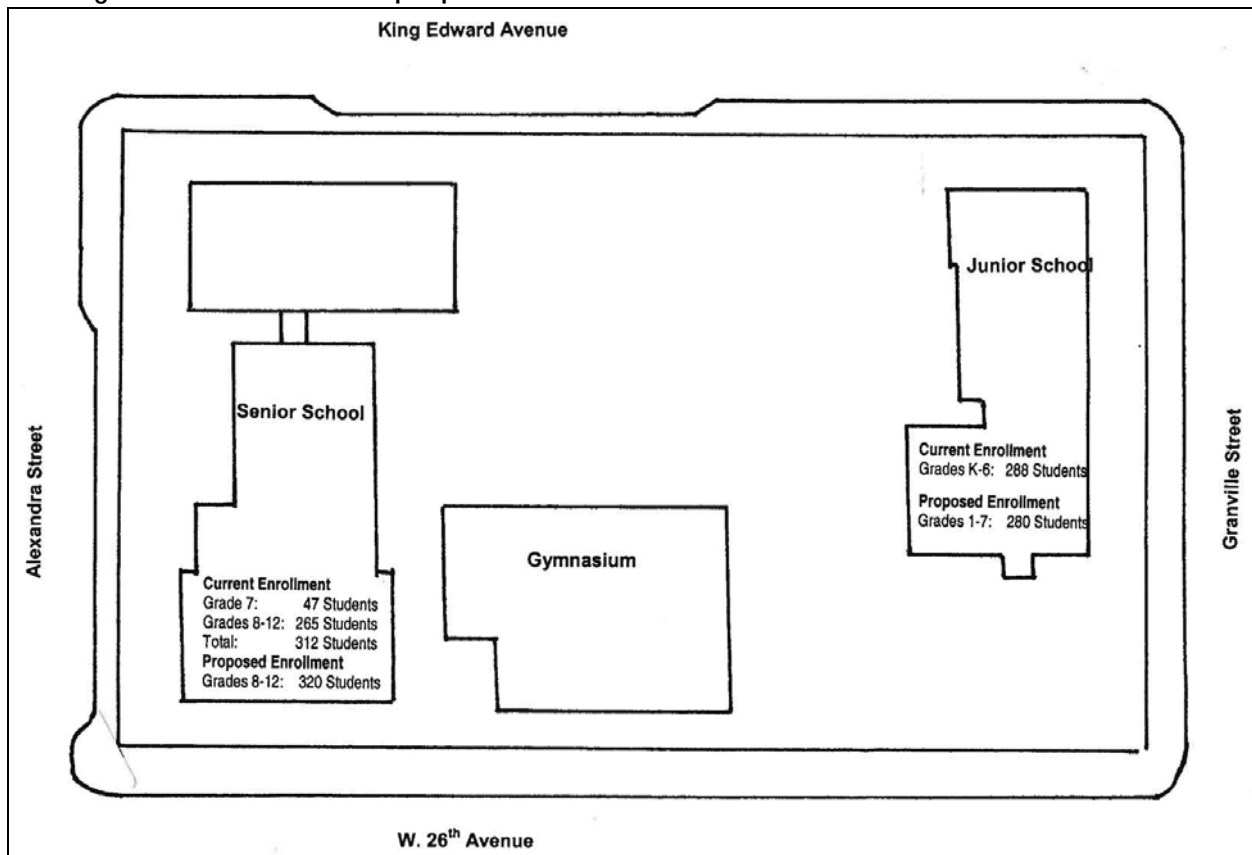 King Edward Avenue
Junior School
Senior School
Alexandra Street
Granville Street
Current Enrollment
Grades K-6: 288 Students
Proposed Enrollment
Grades 1-7: 280 Students
Gymnasium
Current Enrollment
Grade 7: 47 Students
Grades 8-12: 265 Students
Total: 312 Students
Proposed Enrollment
Grades 8-12: 320 Students
W. 26th Avenue